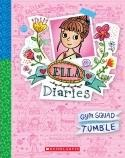 ELLA
Diaries
GYM SQUAD
TUMBLE
SCHOLASTIC